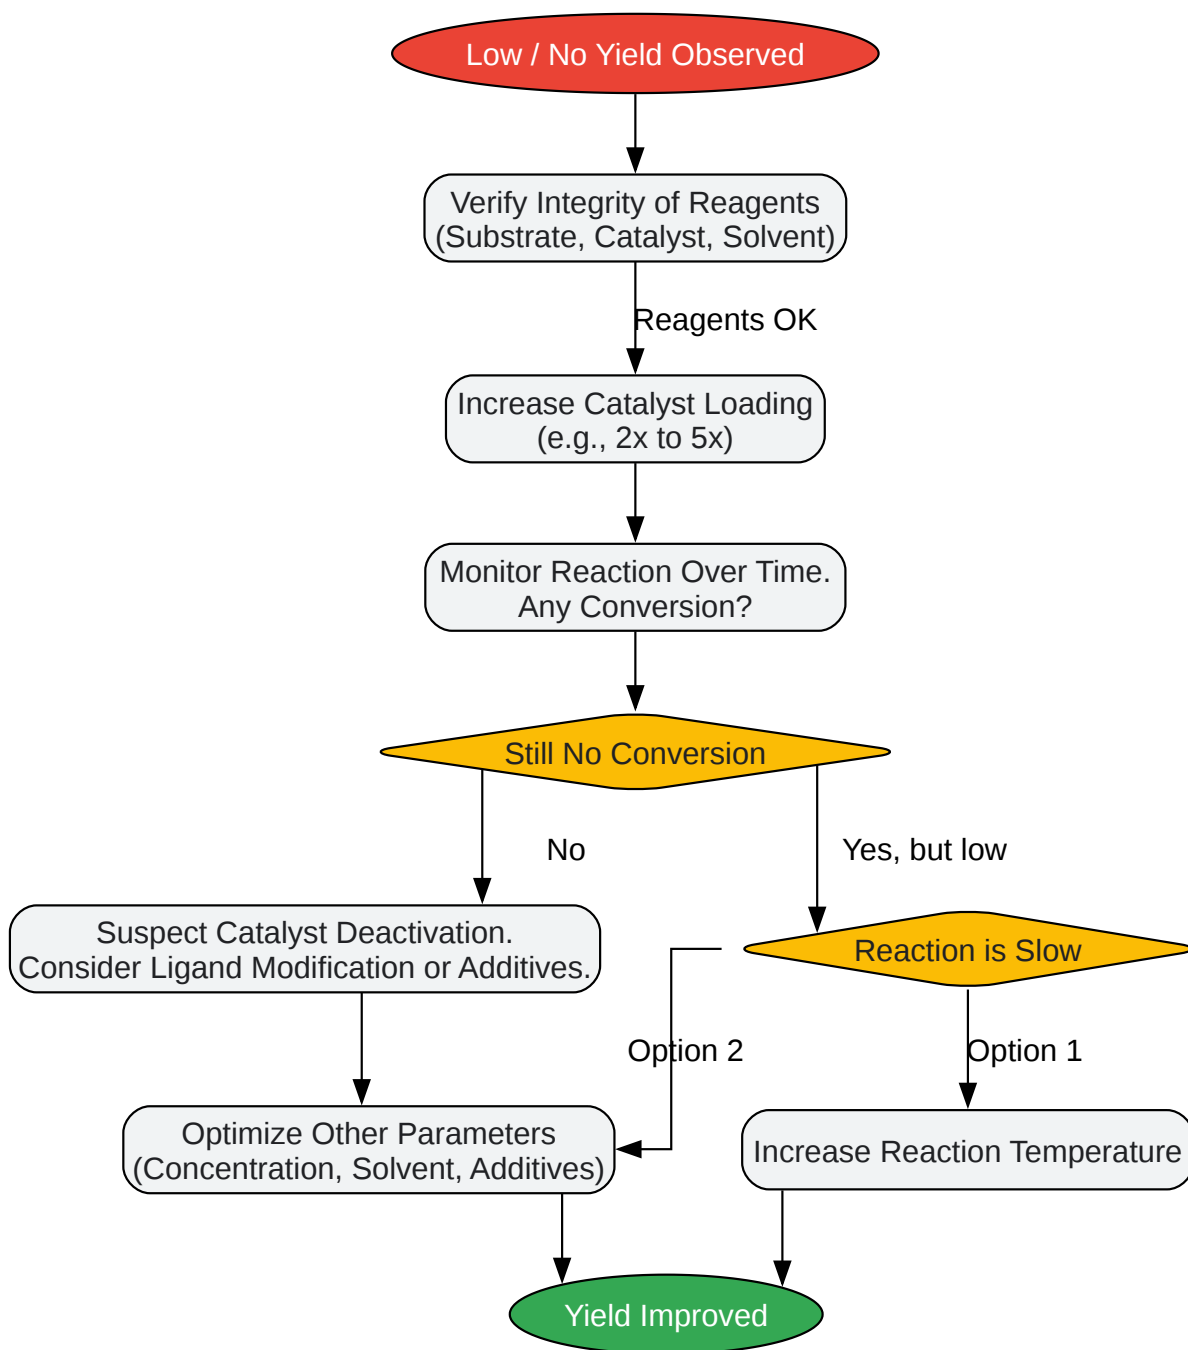 Low / No Yield Observed
Verify Integrity of Reagents
(Substrate, Catalyst, Solvent)
Reagents OK
Increase Catalyst Loading
(e.g., 2x to 5x)
Monitor Reaction Over Time.
Any Conversion?
Still No Conversion
No
Yes, but low
Suspect Catalyst Deactivation.
Consider Ligand Modification or Additives.
Reaction is Slow
Option 2
Option 1
Optimize Other Parameters
(Concentration, Solvent, Additives)
Increase Reaction Temperature
Yield Improved